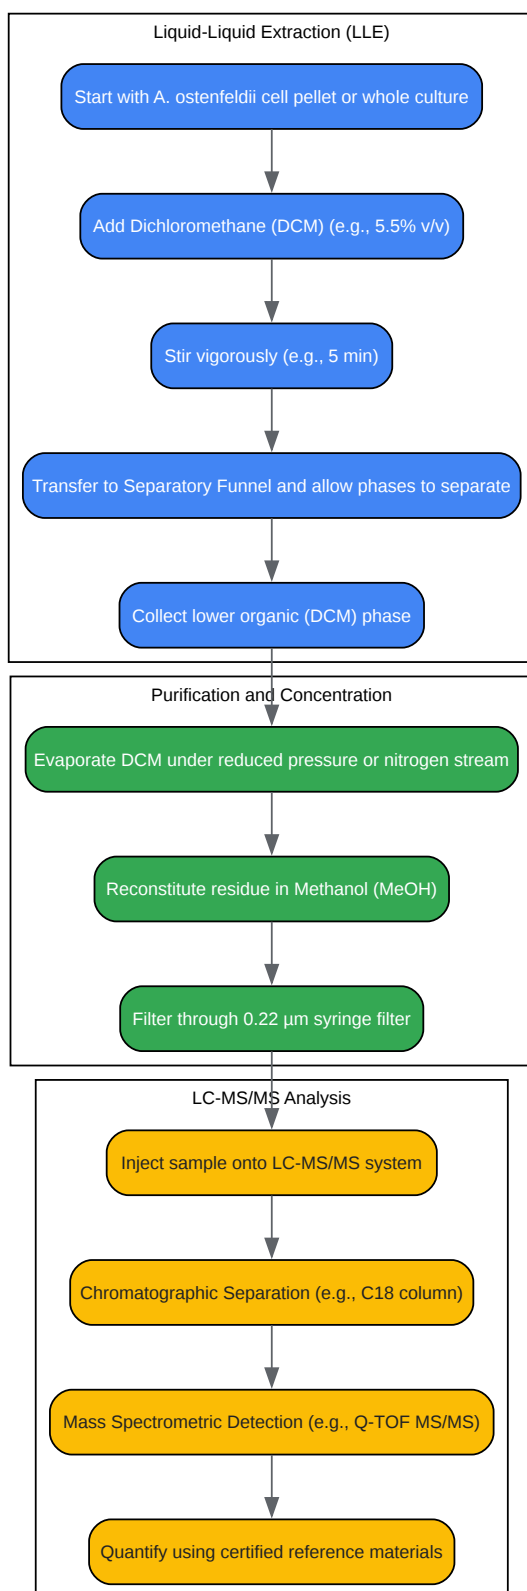 Liquid-Liquid Extraction (LLE)
Start with A. ostenfeldii cell pellet or whole culture
Add Dichloromethane (DCM) (e.g., 5.5% v/v)
Stir vigorously (e.g., 5 min)
Transfer to Separatory Funnel and allow phases to separate
Collect lower organic (DCM) phase
Purification and Concentration
Evaporate DCM under reduced pressure or nitrogen stream
Reconstitute residue in Methanol (MeOH)
Filter through 0.22 µm syringe filter
LC-MS/MS Analysis
Inject sample onto LC-MS/MS system
Chromatographic Separation (e.g., C18 column)
Mass Spectrometric Detection (e.g., Q-TOF MS/MS)
Quantify using certified reference materials